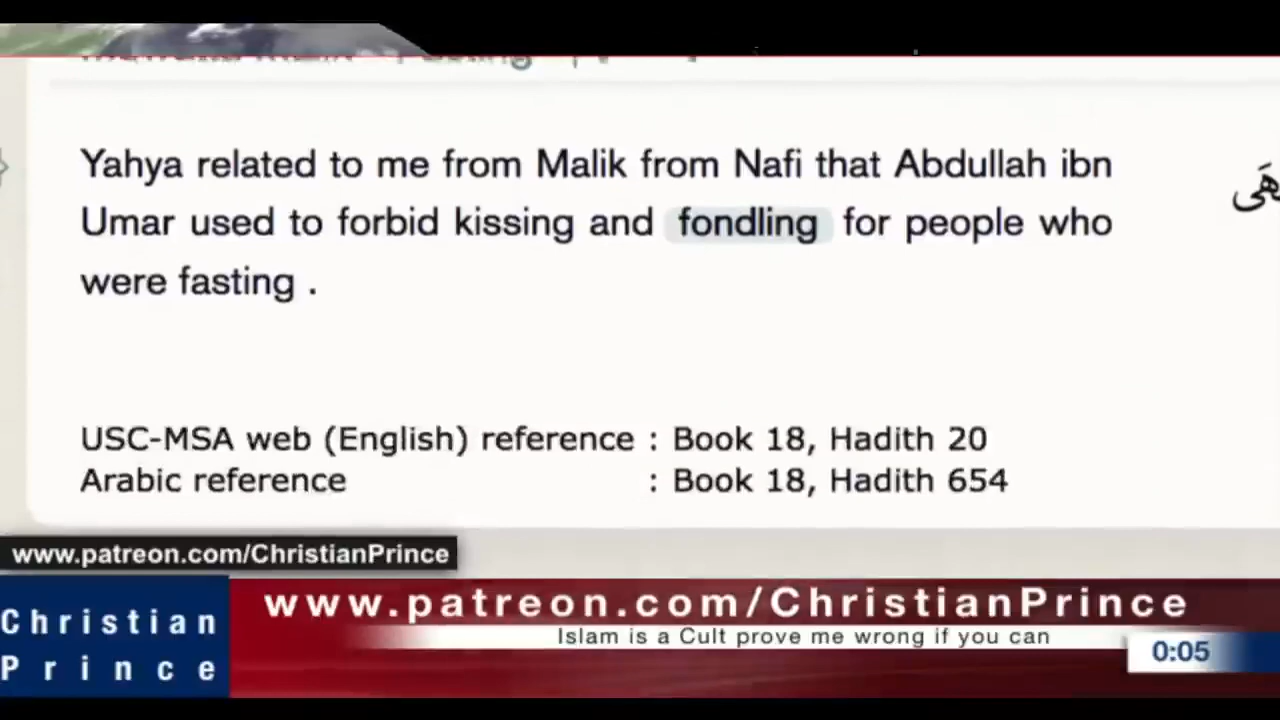 Yahya related to me from Malik from Nafi that Abdullah ibn
Umar used to forbid kissing and fondling for people who
were fasting .
USC-MSA web (English) reference : Book 18, Hadith 20
Arabic reference : Book 18, Hadith 654
www.patreon.com/ChristianPrince
www.patreon.com/ChristianPrince
Islam is a Cult prove me wrong if you can
Christian
Prince
0:05